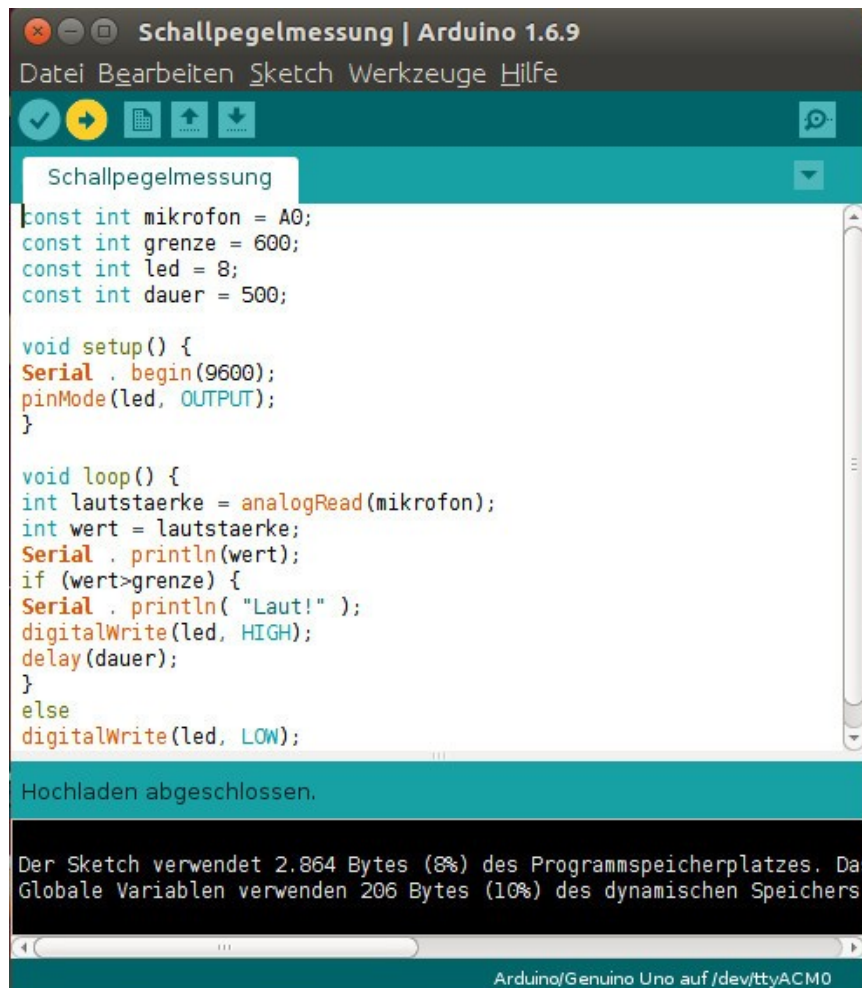 Schallpegelmessung | Arduino 1.6.9
Datei Bearbeiten Sketch Werkzeuge Hilfe
Schallpegelmessung
const int mikrofon = A0;
const int grenze = 600;
const int led = 8;
const int dauer = 500;
void setup() {
Serial . begin(9600);
pinMode(led, OUTPUT);
}
void loop() {
int lautstaerke = analogRead(mikrofon);
int wert = lautstaerke;
Serial . println(wert);
if (wert>grenze) {
Serial . println( "Laut!" );
digitalWrite(led, HIGH);
delay(dauer);
}
else
digitalWrite(led, LOW);
Hochladen abgeschlossen.
Der Sketch verwendet 2.864 Bytes (8%) des Programmspeicherplatzes. Da
Globale Variablen verwenden 206 Bytes (10%) des dynamischen Speichers
Arduino/Genuino Uno auf /dev/ttyACM0